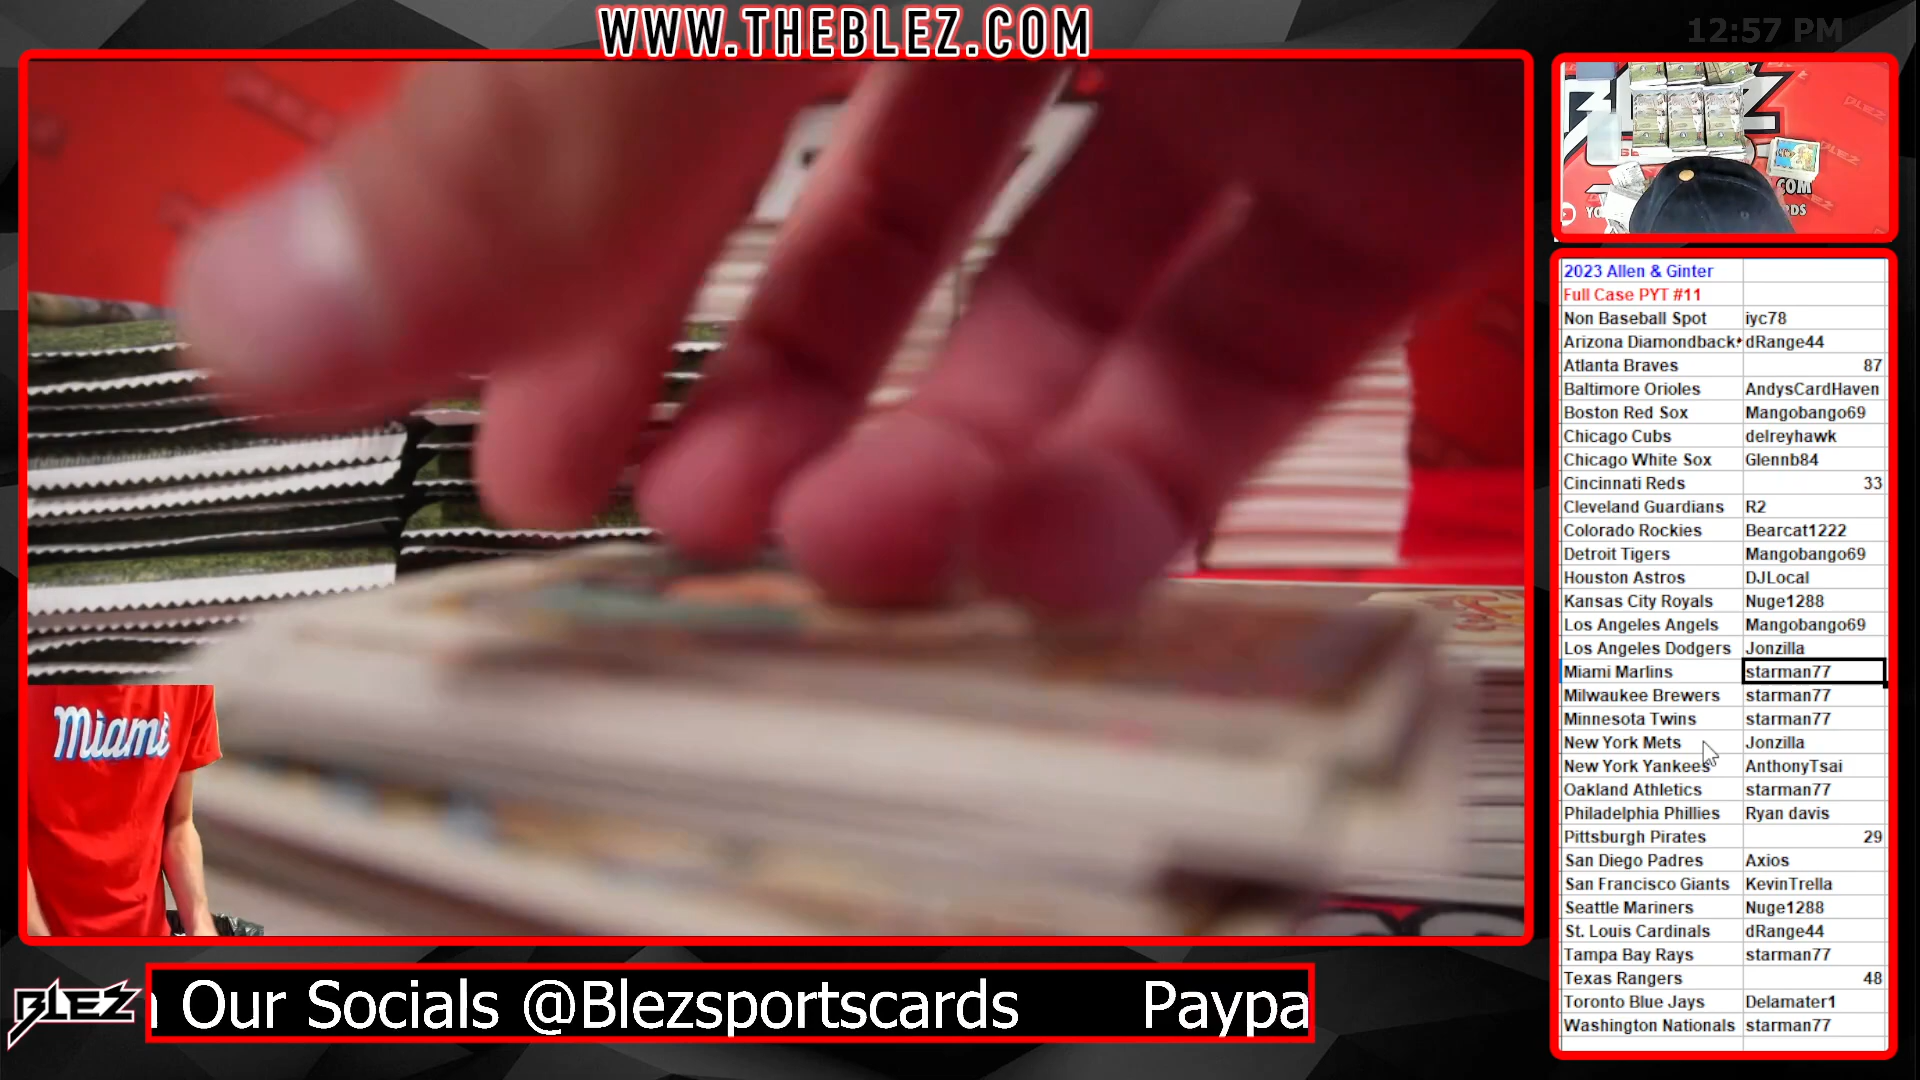 WWW.THEBLEZ.COM
12:57 PM
BLEZ
COM
2023 Allen & Ginter
Full Case PYT #11
Non Baseball Spot iyc78
Arizona Diamondback dRange44
Atlanta Braves 87
Baltimore Orioles AndysCardHaven
Boston Red Sox Mangobango69
Chicago Cubs delreyhawk
Chicago White Sox Glennb84
Cincinnati Reds 33
Cleveland Guardians R2
Colorado Rockies Bearcat1222
Detroit Tigers Mangobango69
Houston Astros DJLocal
Kansas City Royals Nuge1288
Los Angeles Angels Mangobango69
Los Angeles Dodgers Jonzilla
Miami Marlins starman77
Milwaukee Brewers starman77
Minnesota Twins starman77
New York Mets Jonzilla
New York Yankees AnthonyTsai
Oakland Athletics starman77
Philadelphia Phillies Ryan davis
Pittsburgh Pirates 29
San Diego Padres Axios
San Francisco Giants KevinTrella
Seattle Mariners Nuge1288
St. Louis Cardinals dRange44
Tampa Bay Rays starman77
Texas Rangers 48
Toronto Blue Jays Delamater1
Washington Nationals starman77
Miami
BLEZ
Our Socials @Blezsportscards Paypa